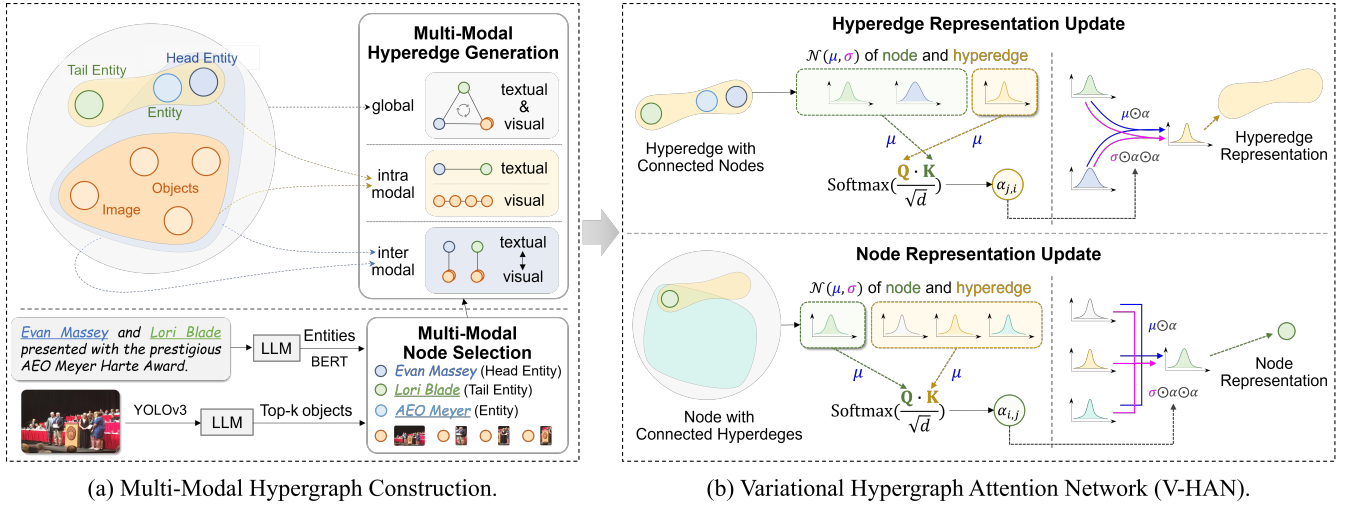 Multi-Modal
Hyperedge Generation
Tail Entity
Head Entity
Entity
Objects
Image
global
textual
&
visual
intra
modal
textual
visual
inter
modal
textual
visual
Evan Massey and Lori Blade
presented with the prestigious
AEO Meyer Harte Award.
LLM
Entities
BERT
YOLOv3
LLM
Top-k objects
Multi-Modal
Node Selection
Evan Massey (Head Entity)
Lori Blade (Tail Entity)
AEO Meyer (Entity)
(a) Multi-Modal Hypergraph Construction.
Hyperedge Representation Update
𝒩(μ, σ) of node and hyperedge
Hyperedge with
Connected Nodes
μ
μ
Softmax(Q · K / √d)
α_{j,i}
μ⊙α
σ⊙α⊙α
Hyperedge
Representation
Node Representation Update
𝒩(μ, σ) of node and hyperedge
Node with
Connected Hyperdeges
μ
μ
Softmax(Q · K / √d)
α_{i,j}
μ⊙α
σ⊙α⊙α
Node
Representation
(b) Variational Hypergraph Attention Network (V-HAN).